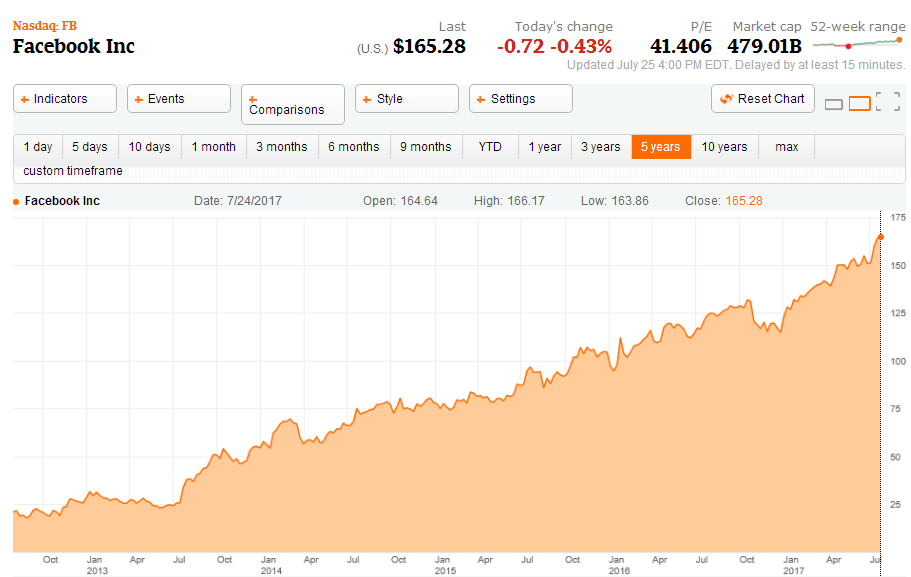 Nasdaq: FB
Facebook Inc
Last
(U.S.) $165.28
Today's change
-0.72 -0.43%
P/E
41.406
Market cap
479.01B
52-week range
Updated July 25 4:00 PM EDT. Delayed by at least 15 minutes.
+ Indicators
+ Events
+ Comparisons
+ Style
+ Settings
Reset Chart
1 day 5 days 10 days 1 month 3 months 6 months 9 months YTD 1 year 3 years 5 years 10 years max
custom timeframe
Facebook Inc Date: 7/24/2017 Open: 164.64 High: 166.17 Low: 163.86 Close: 165.28
175
150
125
100
75
50
25
Oct Jan Apr Jul Oct Jan Apr Jul Oct Jan Apr Jul Oct Jan Apr Jul Oct Jan Apr Jul
2013 2014 2015 2016 2017